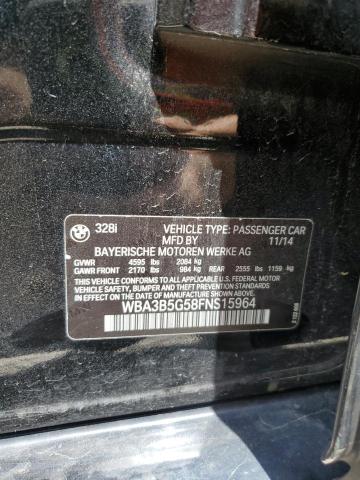 328i VEHICLE TYPE: PASSENGER CAR
MFD BY 11/14
BAYERISCHE MOTOREN WERKE AG
GVWR 4595 lbs 2084 kg
GAWR FRONT 2170 lbs 984 kg REAR 2555 lbs 1159 kg
THIS VEHICLE CONFORMS TO ALL APPLICABLE FEDERAL
MOTOR VEHICLE SAFETY, BUMPER, AND THEFT PREVENTION
STANDARDS IN EFFECT ON THE DATE OF MANUFACTURE SHOWN ABOVE.
WBA3B5G58FNS15964